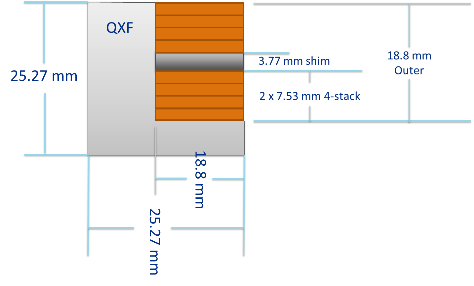 QXF
25.27 mm
3.77 mm shim
18.8 mm
Outer
2 x 7.53 mm 4-stack
18.8 mm
25.27 mm